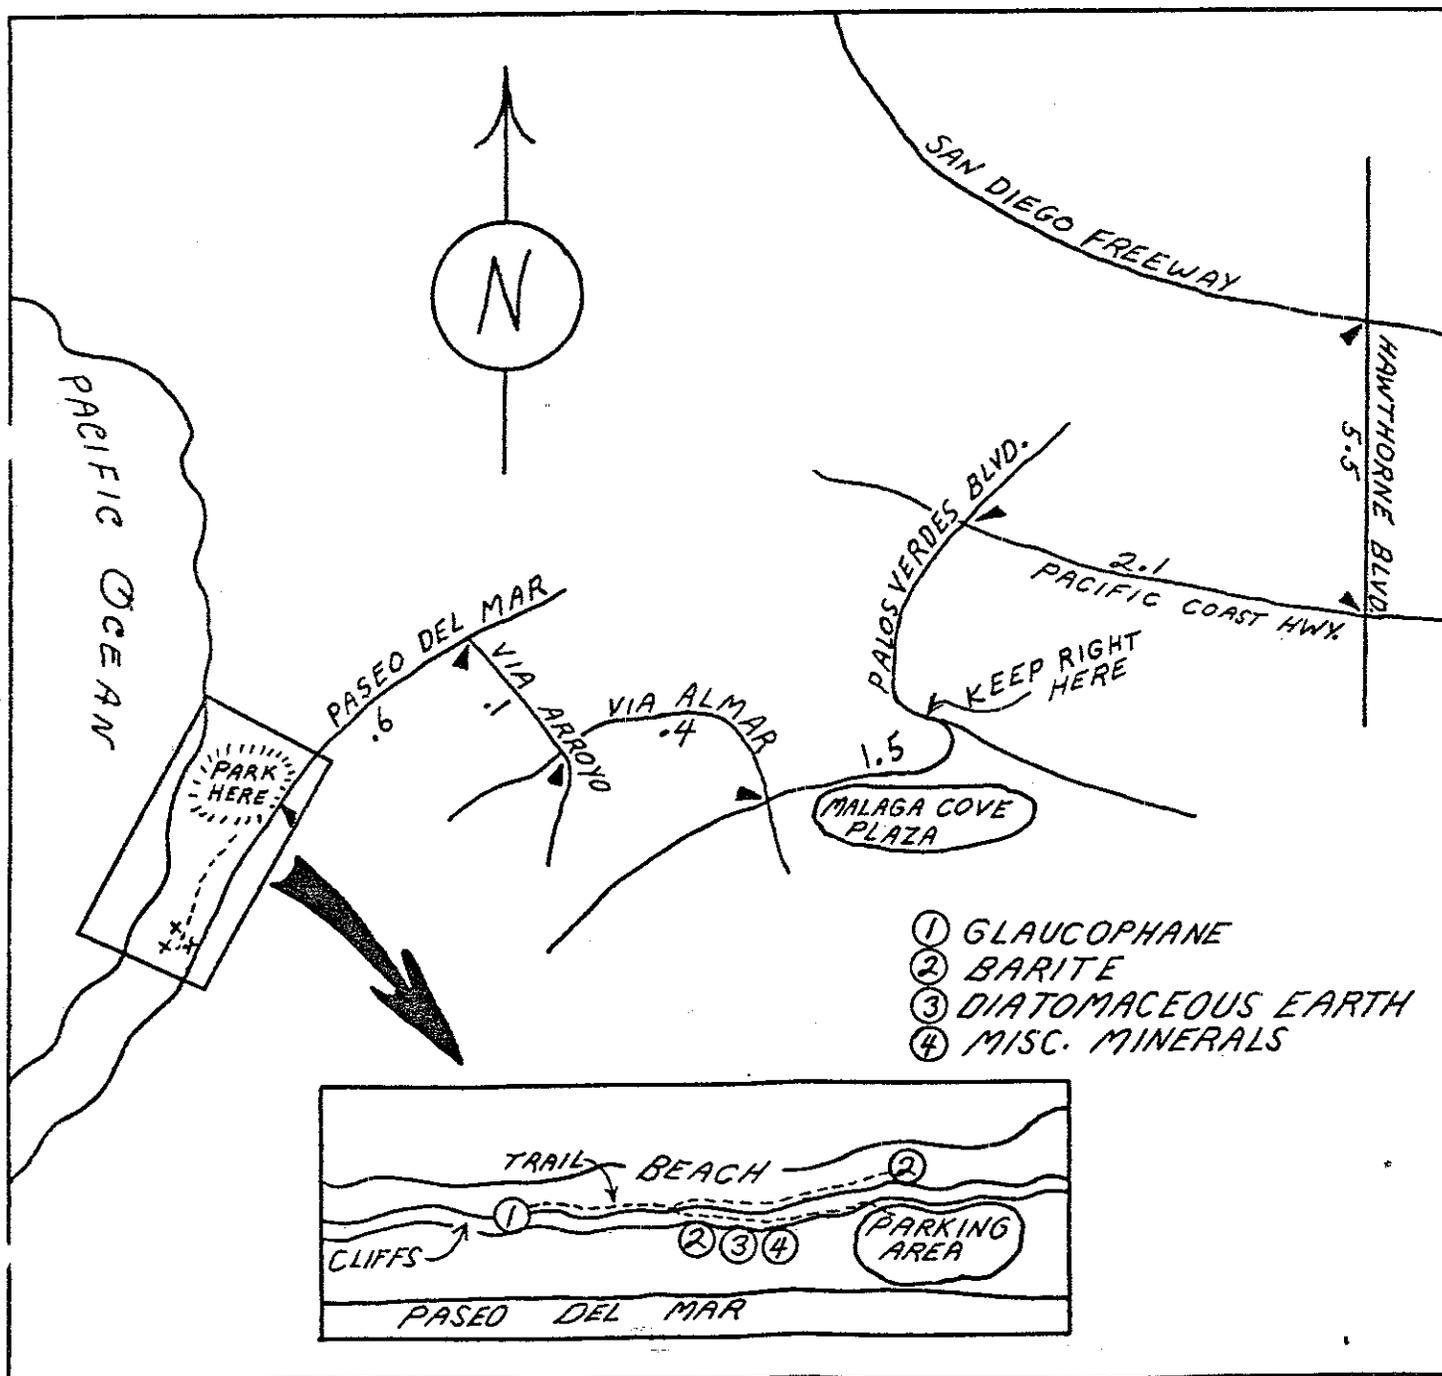 N
SAN DIEGO FREEWAY
HAWTHORNE BLVD.
5.5
PACIFIC OCEAN
PALOS VERDES BLVD.
2.1
PACIFIC COAST HWY.
KEEP RIGHT
HERE
PASEO DEL MAR
.6
VIA ARROYO
.1
VIA ALMAR
.4
1.5
MALAGA COVE
PLAZA
PARK
HERE
1 GLAUCOPHANE
2 BARITE
3 DIATOMACEOUS EARTH
4 MISC. MINERALS
TRAIL
BEACH
2
1
CLIFFS
2 3 4
PARKING
AREA
PASEO DEL MAR